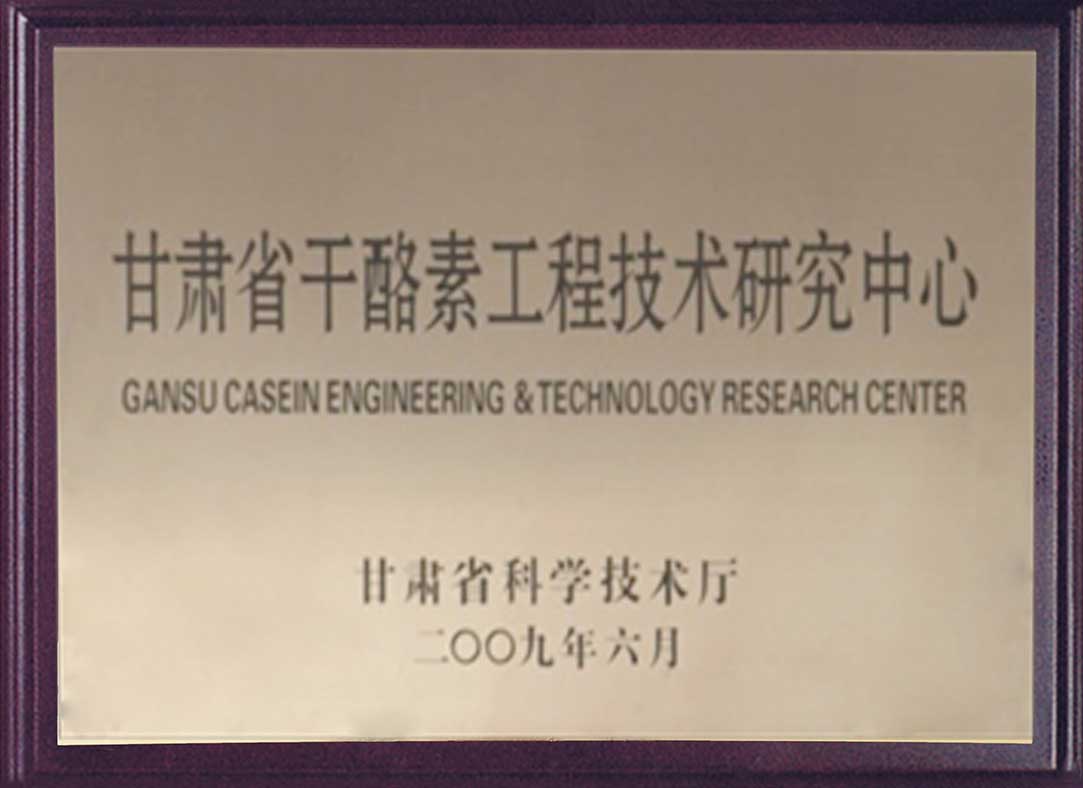 甘肃省干酪素工程技术研究中心
GANSU CASEIN ENGINEERING & TECHNOLOGY RESEARCH CENTER
甘肃省科学技术厅
二〇〇九年六月